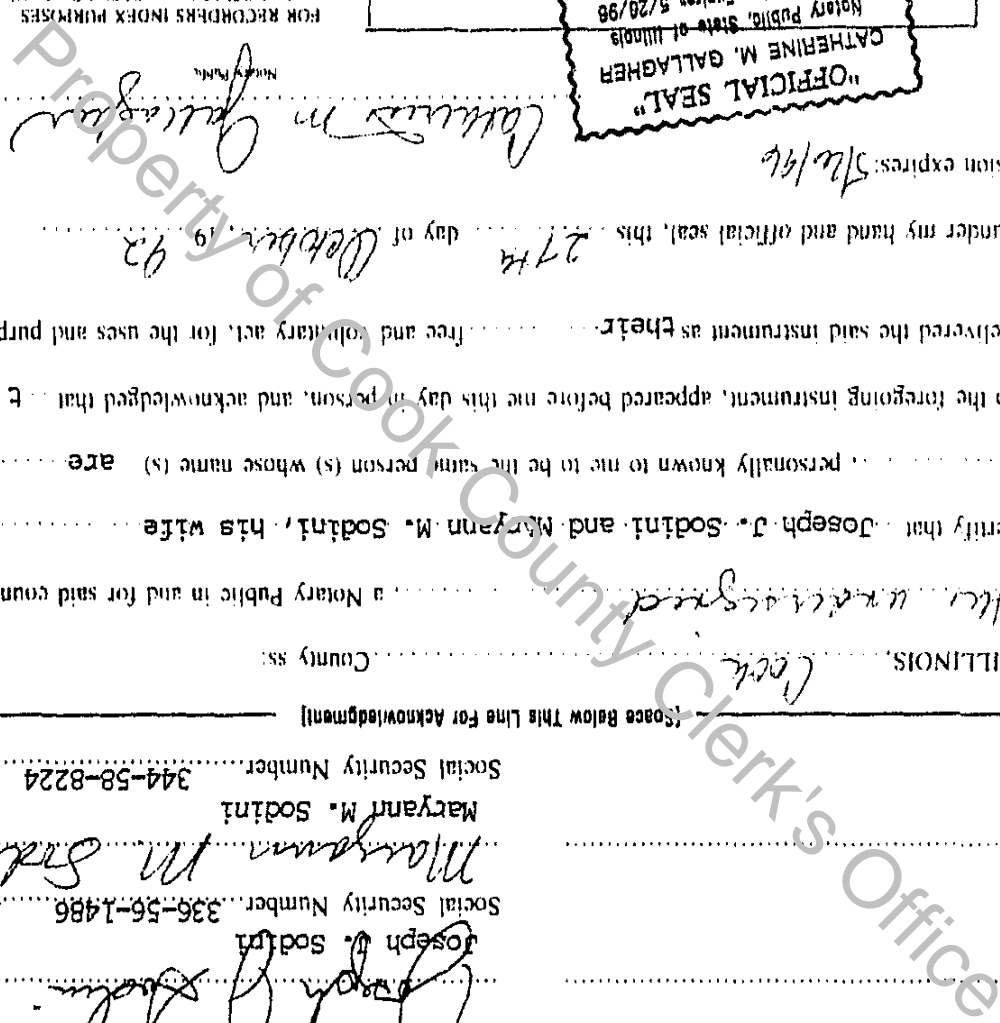 Joseph J. Sodini
Joseph J. Sodini
Social Security Number 336-56-1486
Maryann M. Sod
Maryann M. Sodini
Social Security Number 344-58-8224
[Space Below This Line For Acknowledgment]
ILLINOIS, Cook County ss:
the undersigned, a Notary Public in and for said coun
ertify that Joseph J. Sodini and Maryann M. Sodini, his wife
, personally known to me to be the same person (s) whose name (s) are
the foregoing instrument, appeared before me this day in person, and acknowledged that t
elivered the said instrument as their free and voluntary act, for the uses and purp
under my hand and official seal, this 27th day of October, 19 92
sion expires: 5/26/96
Catherine M Gallagher
Notary Public
"OFFICIAL SEAL"
CATHERINE M. GALLAGHER
Notary Public, State of Illinois
Expires 5/26/96
FOR RECORDERS INDEX PURPOSES
Property of Cook County Clerk's Office